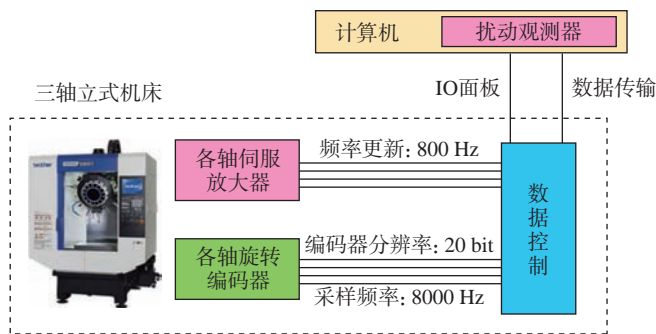 计算机
扰动观测器
三轴立式机床
IO面板
数据传输
各轴伺服
放大器
频率更新: 800 Hz
数据控制
各轴旋转
编码器
编码器分辨率: 20 bit
采样频率: 8000 Hz
brother